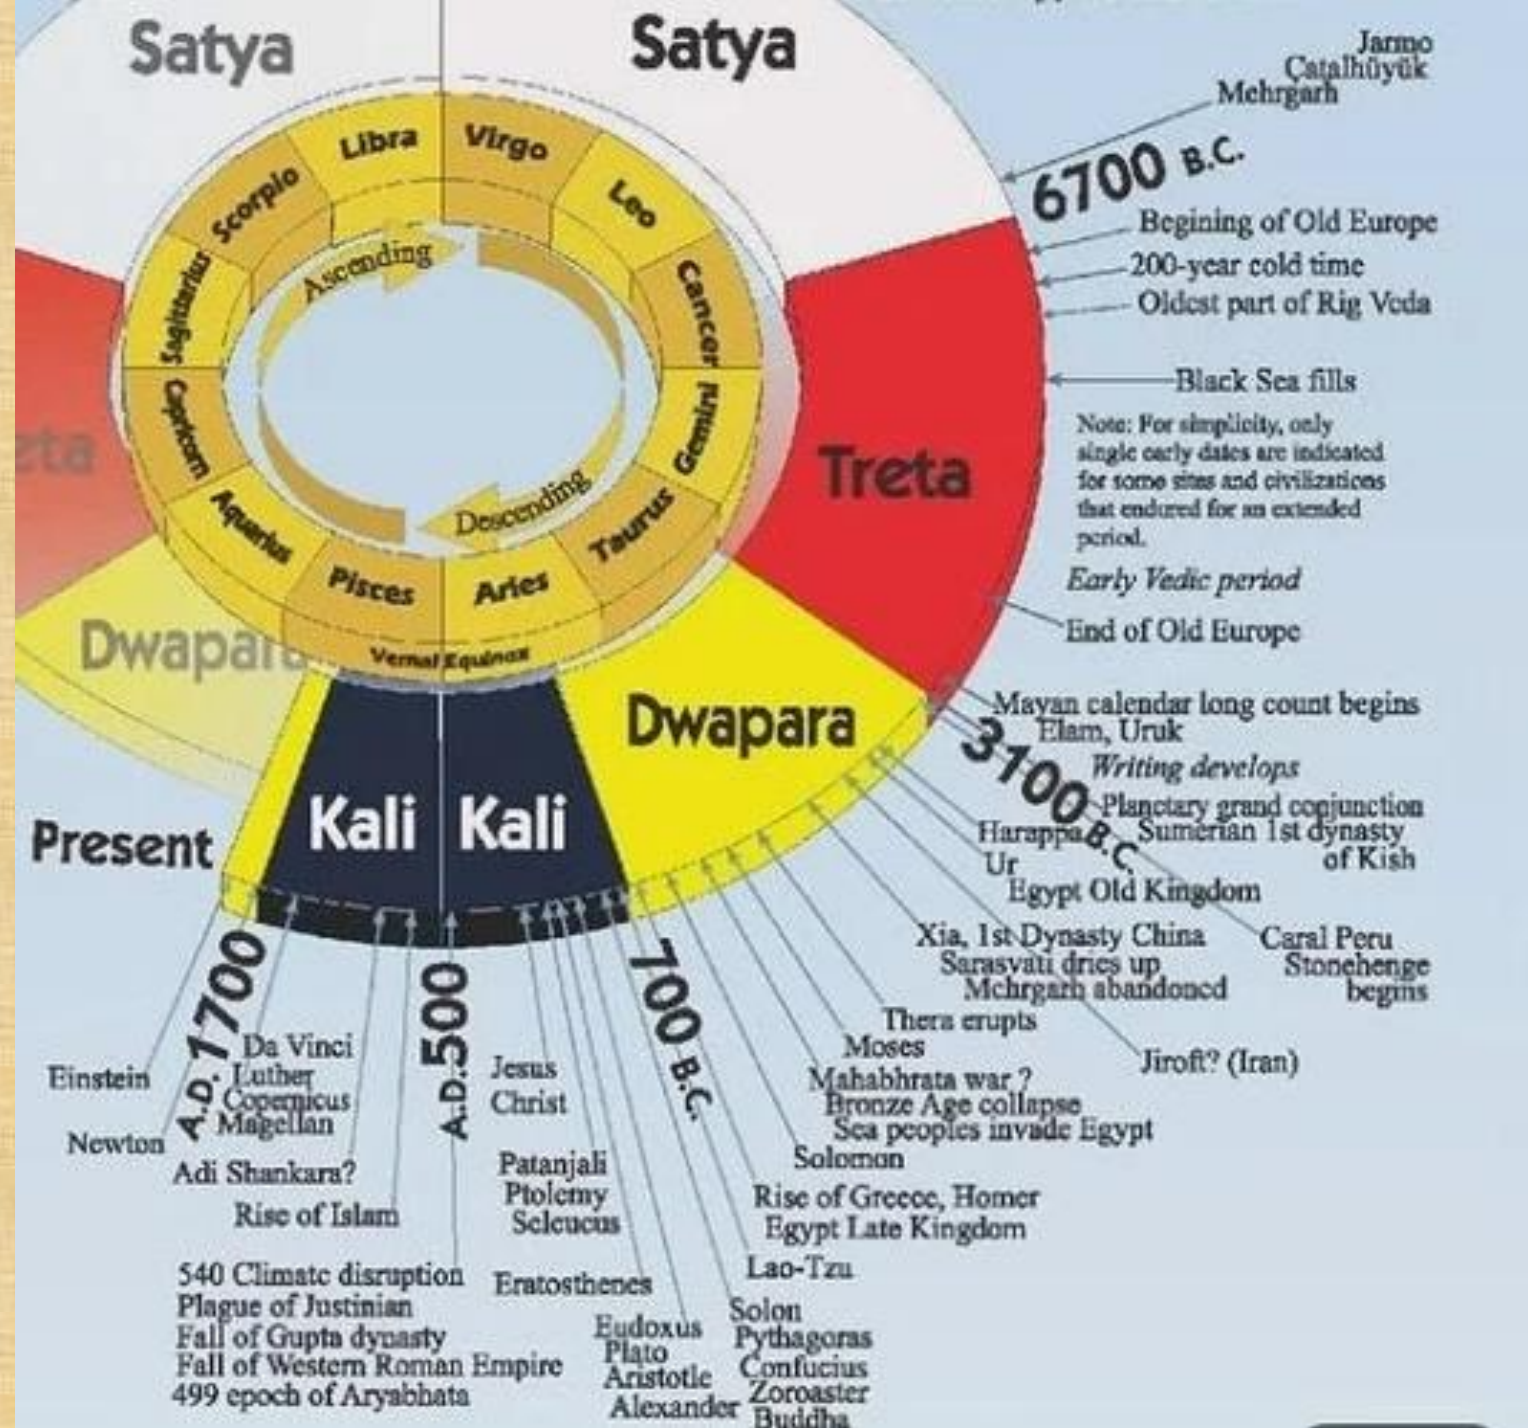 Satya
Satya
Jarmo
Çatalhüyük
Mehrgarh
6700 B.C.
Begining of Old Europe
200-year cold time
Oldest part of Rig Veda
Black Sea fills
Note: For simplicity, only
single early dates are indicated
for some sites and civilizations
that endured for an extended
period.
Early Vedic period
End of Old Europe
Libra
Virgo
Scorpio
Leo
Sagittarius
Cancer
Capricorn
Gemini
Aquarius
Taurus
Pisces
Aries
Ascending
Descending
Vernal Equinox
eta
Treta
Dwapara
Dwapara
Kali
Kali
Present
Mayan calendar long count begins
Elam, Uruk
Writing develops
3100 B.C.
Planetary grand conjunction
Harappa
Sumerian 1st dynasty
of Kish
Ur
Egypt Old Kingdom
Xia, 1st Dynasty China
Caral Peru
Sarasvati dries up
Stonehenge
begins
Mehrgarh abandoned
Thera erupts
Moses
Jiroft? (Iran)
Mahabhrata war ?
Bronze Age collapse
Sea peoples invade Egypt
Solomon
Rise of Greece, Homer
Egypt Late Kingdom
Lao-Tzu
700 B.C.
A.D. 500
A.D. 1700
Einstein
Newton
Da Vinci
Luther
Copernicus
Magellan
Adi Shankara?
Rise of Islam
Jesus
Christ
Patanjali
Ptolemy
Seleucus
Eratosthenes
540 Climate disruption
Plague of Justinian
Fall of Gupta dynasty
Fall of Western Roman Empire
499 epoch of Aryabhata
Eudoxus
Plato
Aristotle
Alexander
Solon
Pythagoras
Confucius
Zoroaster
Buddha